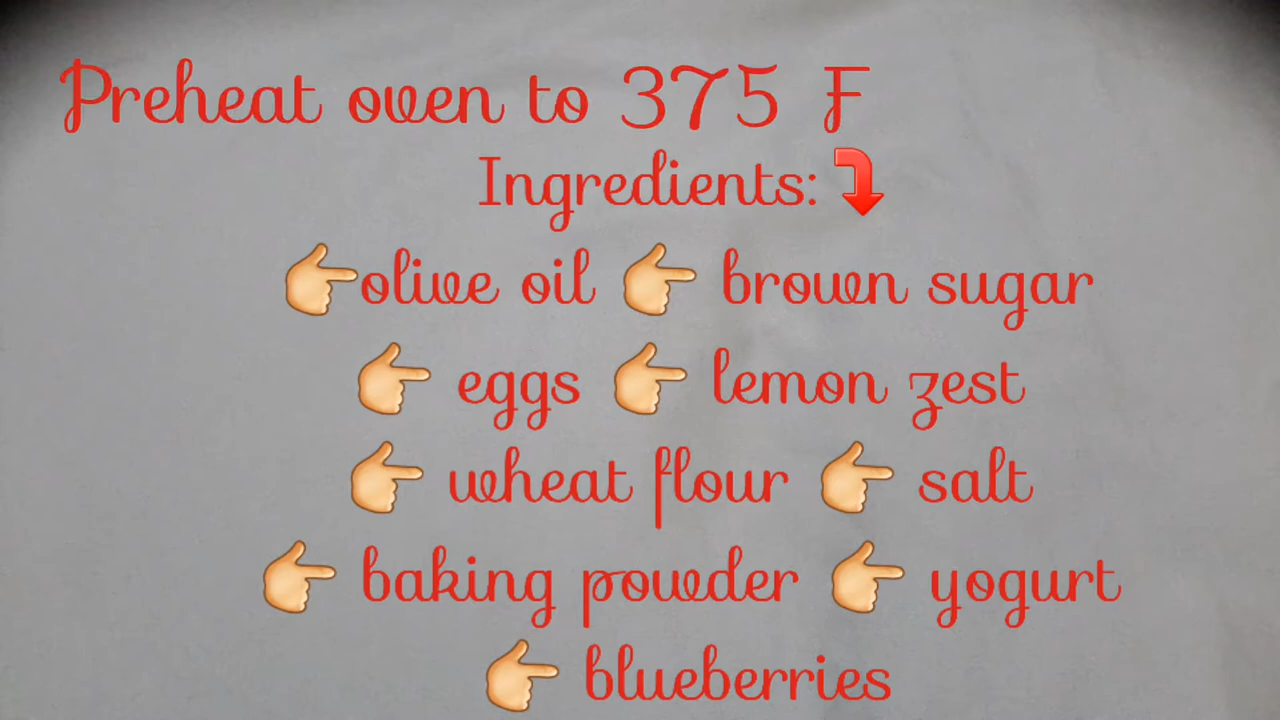 Preheat oven to 375 F
Ingredients: ⤵
👉olive oil 👉 brown sugar
👉 eggs 👉 lemon zest
👉 wheat flour 👉 salt
👉 baking powder 👉 yogurt
👉 blueberries